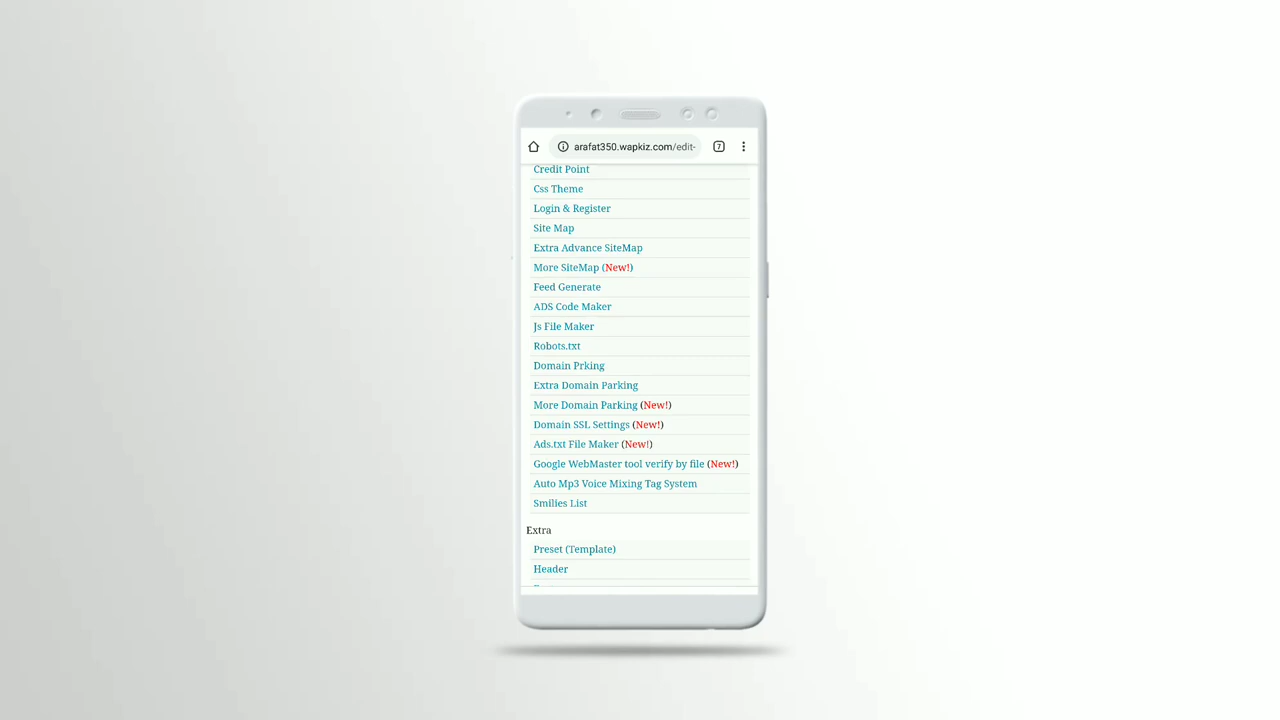 arafat350.wapkiz.com/edit-
7
Credit Point
Css Theme
Login & Register
Site Map
Extra Advance SiteMap
More SiteMap (New!)
Feed Generate
ADS Code Maker
Js File Maker
Robots.txt
Domain Prking
Extra Domain Parking
More Domain Parking (New!)
Domain SSL Settings (New!)
Ads.txt File Maker (New!)
Google WebMaster tool verify by file (New!)
Auto Mp3 Voice Mixing Tag System
Smilies List
Extra
Preset (Template)
Header